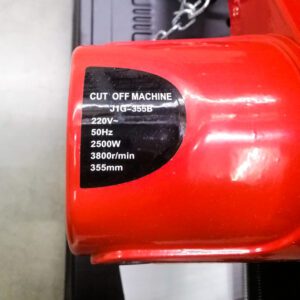 CUT OFF MACHINE
J1G-355B
220V~
50Hz
2500W
3800r/min
355mm